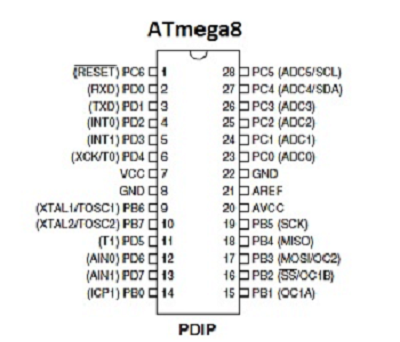 ATmega8
(RESET) PC6 1 28 PC5 (ADC5/SCL)
(RXD) PD0 2 27 PC4 (ADC4/SDA)
(TXD) PD1 3 26 PC3 (ADC3)
(INT0) PD2 4 25 PC2 (ADC2)
(INT1) PD3 5 24 PC1 (ADC1)
(XCK/T0) PD4 6 23 PC0 (ADC0)
VCC 7 22 GND
GND 8 21 AREF
(XTAL1/TOSC1) PB6 9 20 AVCC
(XTAL2/TOSC2) PB7 10 19 PB5 (SCK)
(T1) PD5 11 18 PB4 (MISO)
(AIN0) PD6 12 17 PB3 (MOSI/OC2)
(AIN1) PD7 13 16 PB2 (SS/OC1B)
(ICP1) PB0 14 15 PB1 (OC1A)
PDIP